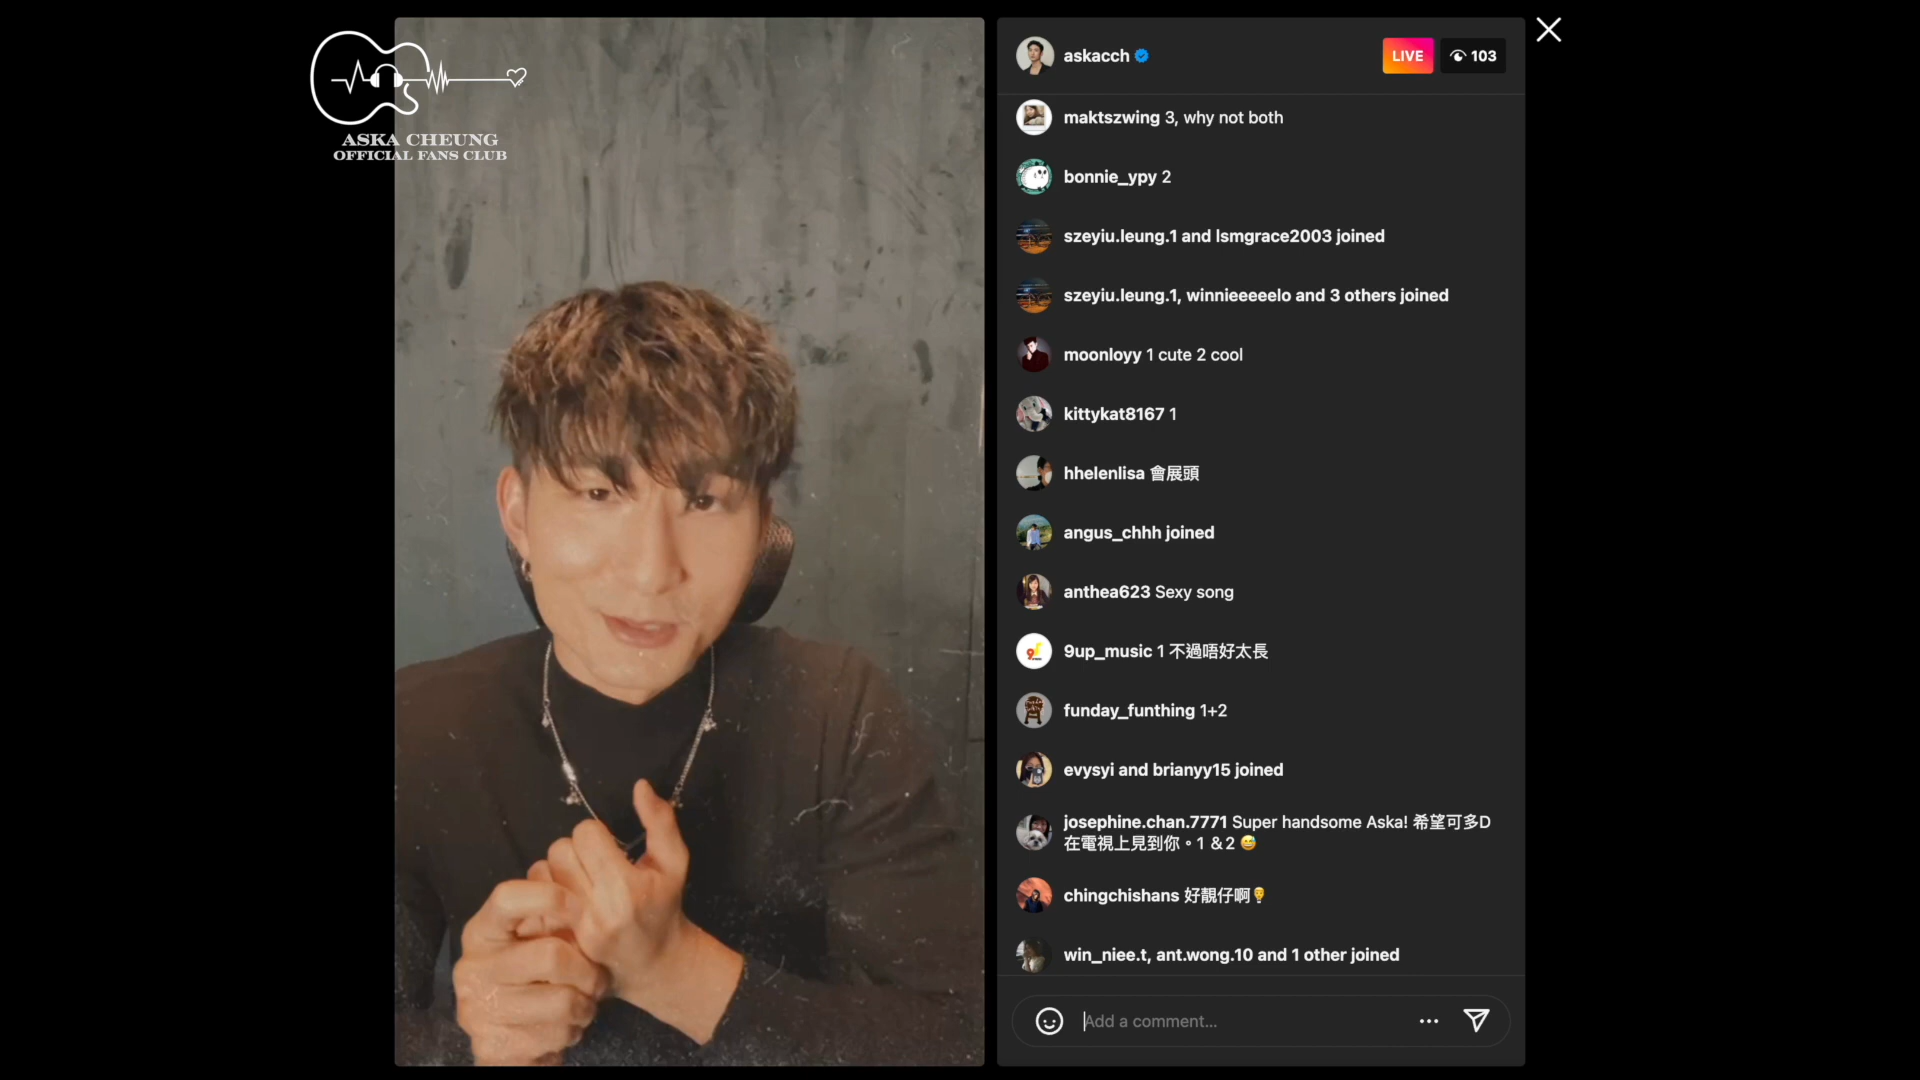 ASKA CHEUNG
OFFICIAL FANS CLUB
askacch
LIVE
103
maktszwing 3, why not both
bonnie_ypy 2
szeyiu.leung.1 and lsmgrace2003 joined
szeyiu.leung.1, winnieeeeelo and 3 others joined
moonloyy 1 cute 2 cool
kittykat8167 1
hhelenlisa 會展頭
angus_chhh joined
anthea623 Sexy song
9up_music 1 不過唔好太長
funday_funthing 1+2
evysyi and brianyy15 joined
josephine.chan.7771 Super handsome Aska! 希望可多D
在電視上見到你。1 &2 😅
chingchishans 好靚仔啊
win_niee.t, ant.wong.10 and 1 other joined
Add a comment...